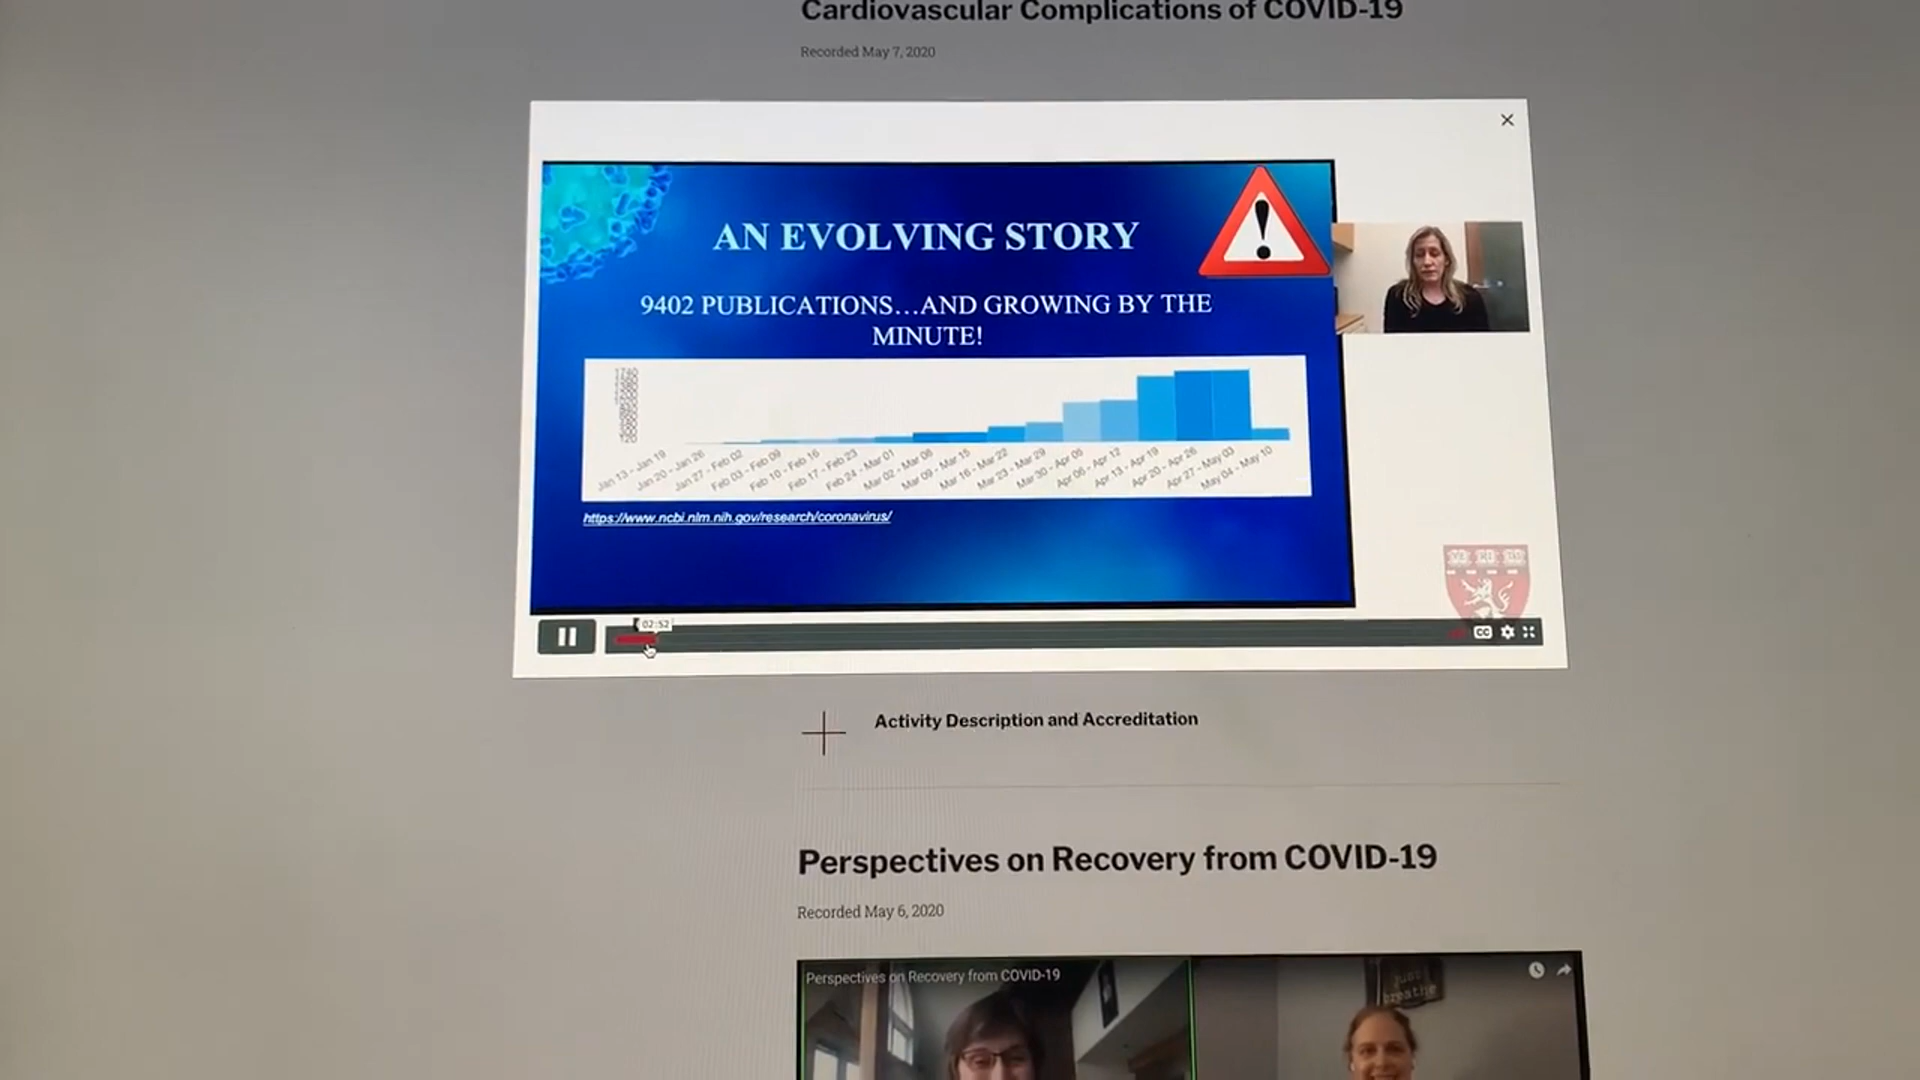 Cardiovascular Complications of COVID-19
Recorded May 7, 2020
AN EVOLVING STORY
9402 PUBLICATIONS...AND GROWING BY THE
MINUTE!
1740
120
Jan 13 - Jan 19
Jan 20 - Jan 26
Jan 27 - Feb 02
Feb 03 - Feb 09
Feb 10 - Feb 16
Feb 17 - Feb 23
Feb 24 - Mar 01
Mar 02 - Mar 08
Mar 09 - Mar 15
Mar 16 - Mar 22
Mar 23 - Mar 29
Mar 30 - Apr 05
Apr 06 - Apr 12
Apr 13 - Apr 19
Apr 20 - Apr 26
Apr 27 - May 03
May 04 - May 10
https://www.ncbi.nlm.nih.gov/research/coronavirus/
02:52
CC
Activity Description and Accreditation
Perspectives on Recovery from COVID-19
Recorded May 6, 2020
Perspectives on Recovery from COVID-19
just
breathe